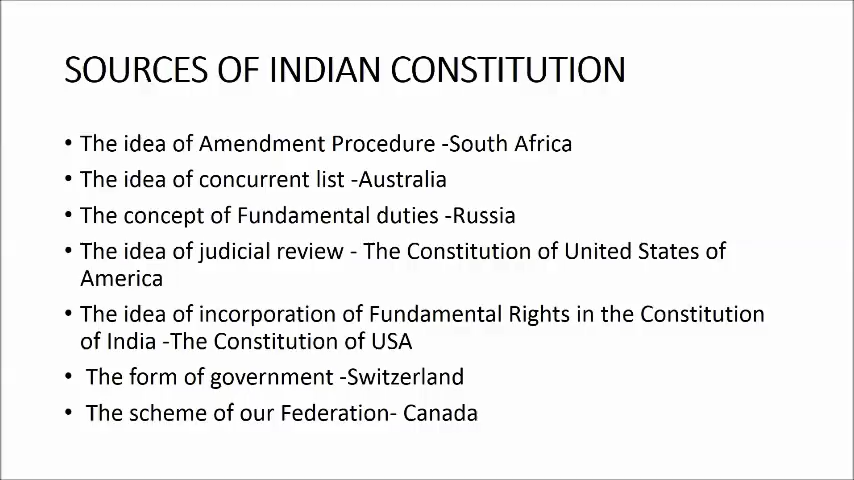 SOURCES OF INDIAN CONSTITUTION
• The idea of Amendment Procedure -South Africa
• The idea of concurrent list -Australia
• The concept of Fundamental duties -Russia
• The idea of judicial review - The Constitution of United States of
America
• The idea of incorporation of Fundamental Rights in the Constitution
of India -The Constitution of USA
• The form of government -Switzerland
• The scheme of our Federation- Canada